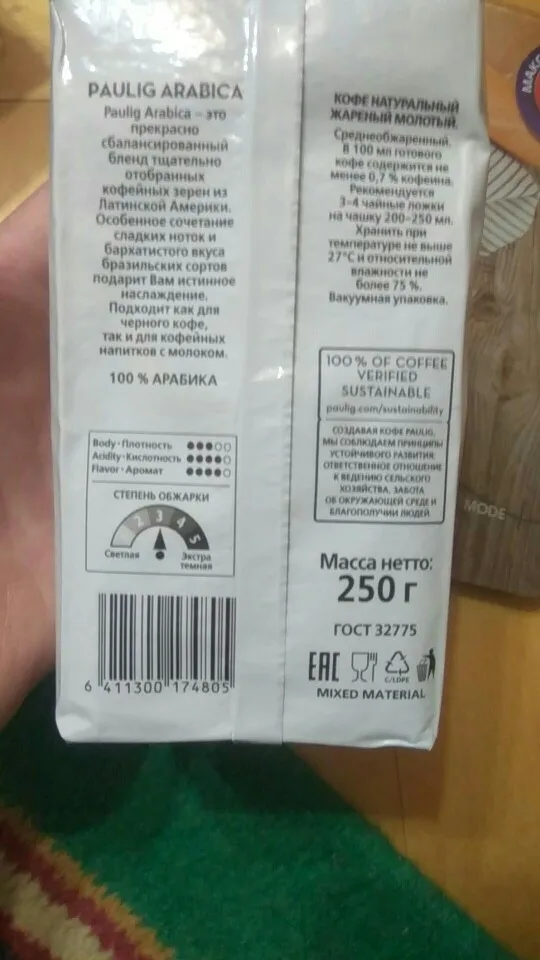 PAULIG ARABICA
Paulig Arabica – это
прекрасно
сбалансированный
бленд тщательно
отобранных
кофейных зерен из
Латинской Америки.
Особенное сочетание
сладких ноток и
бархатистого вкуса
бразильских сортов
подарит Вам истинное
наслаждение.
Подходит как для
черного кофе,
так и для кофейных
напитков с молоком.
100 % АРАБИКА
Body · Плотность
Acidity · Кислотность
Flavor · Аромат
СТЕПЕНЬ ОБЖАРКИ
2 3 4 5
Светлая
Экстра
темная
6 411300 174805
КОФЕ НАТУРАЛЬНЫЙ
ЖАРЕНЫЙ МОЛОТЫЙ.
Среднеобжаренный.
В 100 мл готового
кофе содержится не
менее 0,7 % кофеина.
Рекомендуется
3–4 чайные ложки
на чашку 200–250 мл.
Хранить при
температуре не выше
27°С и относительной
влажности не
более 75 %.
Вакуумная упаковка.
100 % OF COFFEE
VERIFIED
SUSTAINABLE
paulig.com/sustainability
СОЗДАВАЯ КОФЕ PAULIG,
МЫ СОБЛЮДАЕМ ПРИНЦИПЫ
УСТОЙЧИВОГО РАЗВИТИЯ:
ОТВЕТСТВЕННОЕ ОТНОШЕНИЕ
К ВЕДЕНИЮ СЕЛЬСКОГО
ХОЗЯЙСТВА, ЗАБОТА
ОБ ОКРУЖАЮЩЕЙ СРЕДЕ И
БЛАГОПОЛУЧИИ ЛЮДЕЙ.
Масса нетто:
250 г
ГОСТ 32775
EAC
C/LDPE
MIXED MATERIAL
MODE